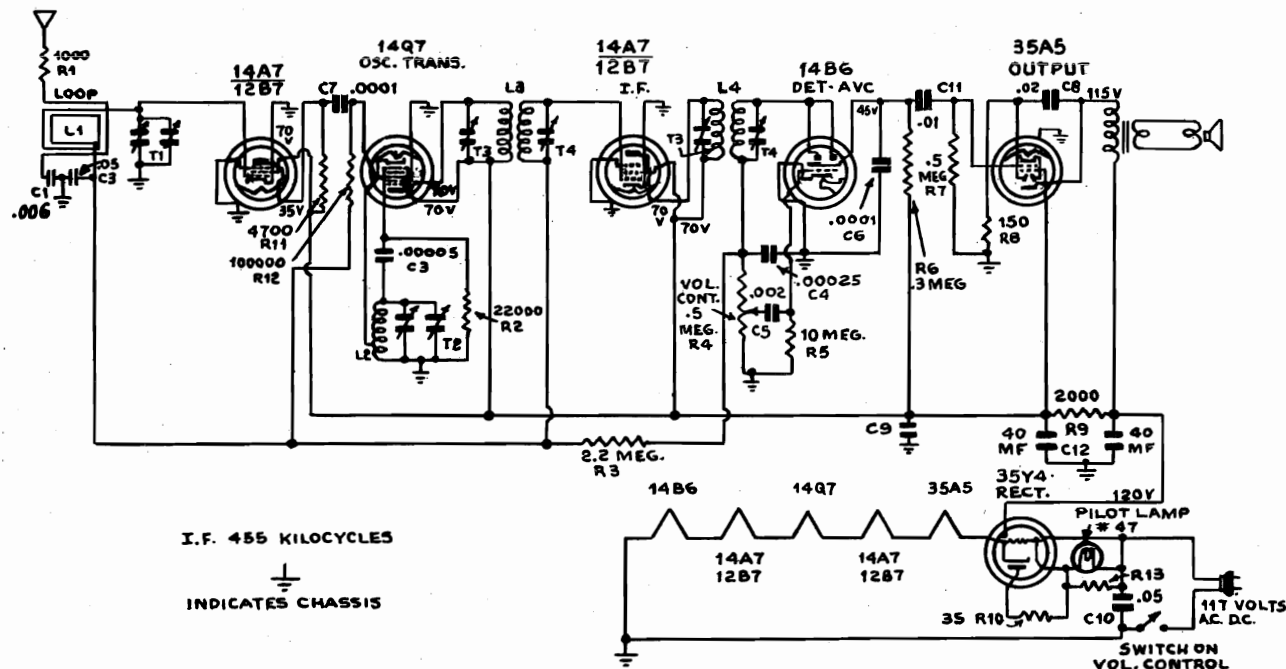 1000
R1
LOOP
L1
C1
.006
.05
C3
T1
14A7
12B7
70
V
35V
C7
.0001
4700
R11
100000
R12
14Q7
OSC. TRANS.
70V
70V
.00005
C3
22000
R2
L2
T2
T3
L3
T4
14A7
12B7
I.F.
70
V
70V
T3
L4
T4
14B6
DET-AVC
45V
.0001
C6
.00025
C4
VOL.
CONT.
.5
MEG.
R4
.002
C5
10 MEG.
R5
C11
.01
.5
MEG
R7
R6
.3 MEG
35A5
OUTPUT
.02
C8
115V
150
R8
2.2 MEG.
R3
C9
2000
R9
40
MF
C12
40
MF
35Y4
RECT.
120V
PILOT LAMP
# 47
14B6
14A7
12B7
14Q7
14A7
12B7
35A5
35 R10
R13
.05
C10
117 VOLTS
A.C. D.C.
SWITCH ON
VOL. CONTROL
I.F. 455 KILOCYCLES
INDICATES CHASSIS